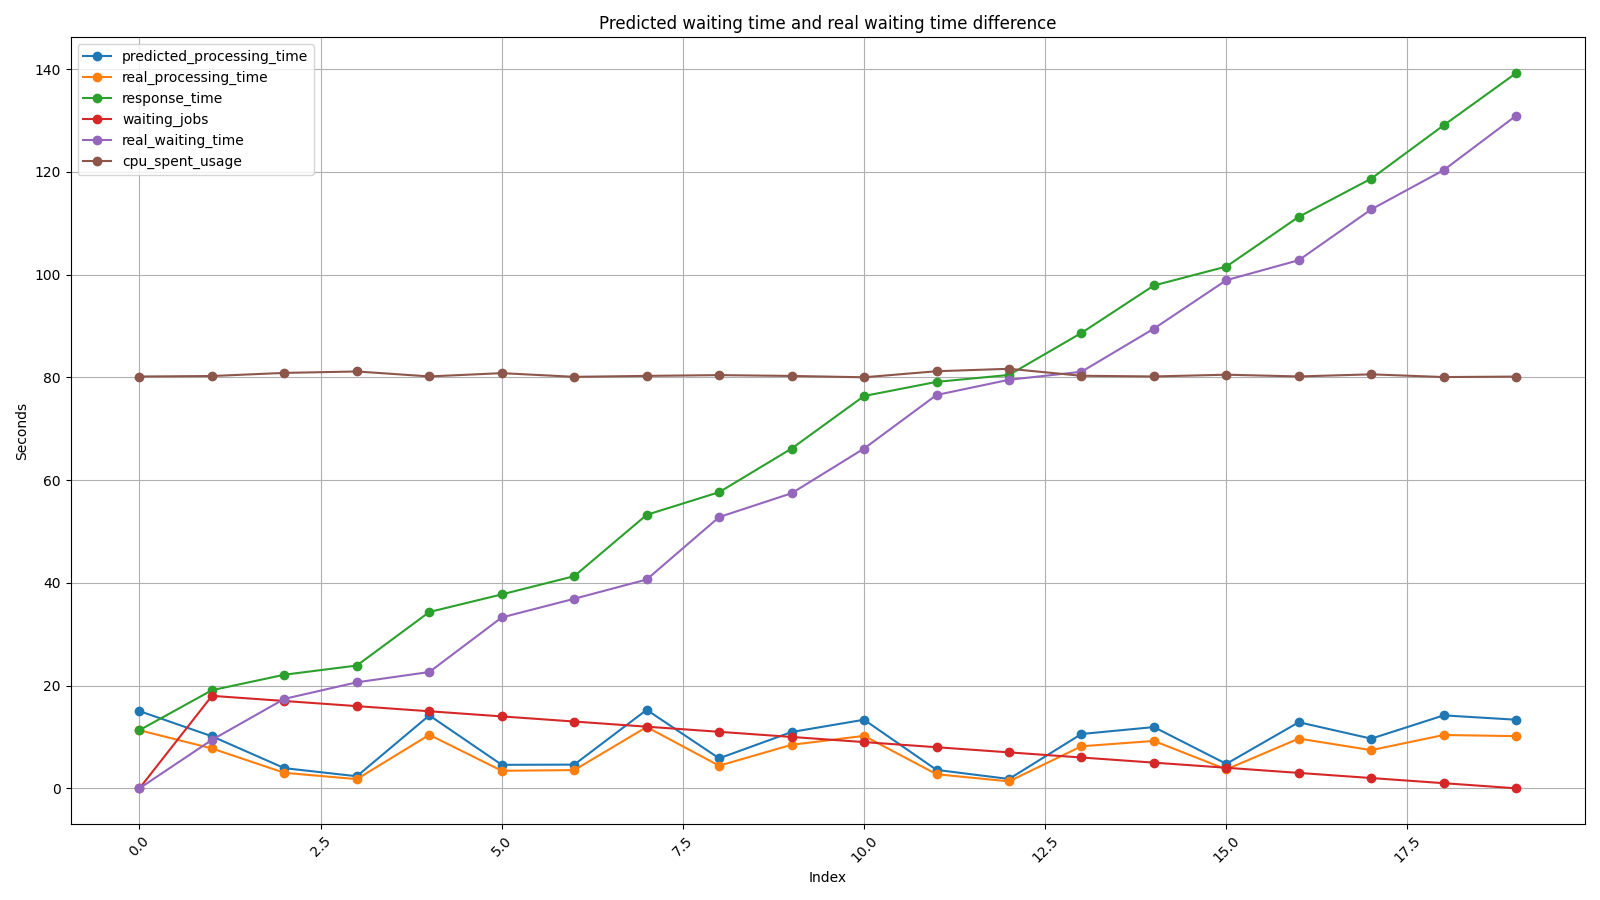 Predicted waiting time and real waiting time difference
predicted_processing_time
real_processing_time
response_time
waiting_jobs
real_waiting_time
cpu_spent_usage
140
120
100
80
60
40
20
0
Seconds
0.0
2.5
5.0
7.5
10.0
12.5
15.0
17.5
Index